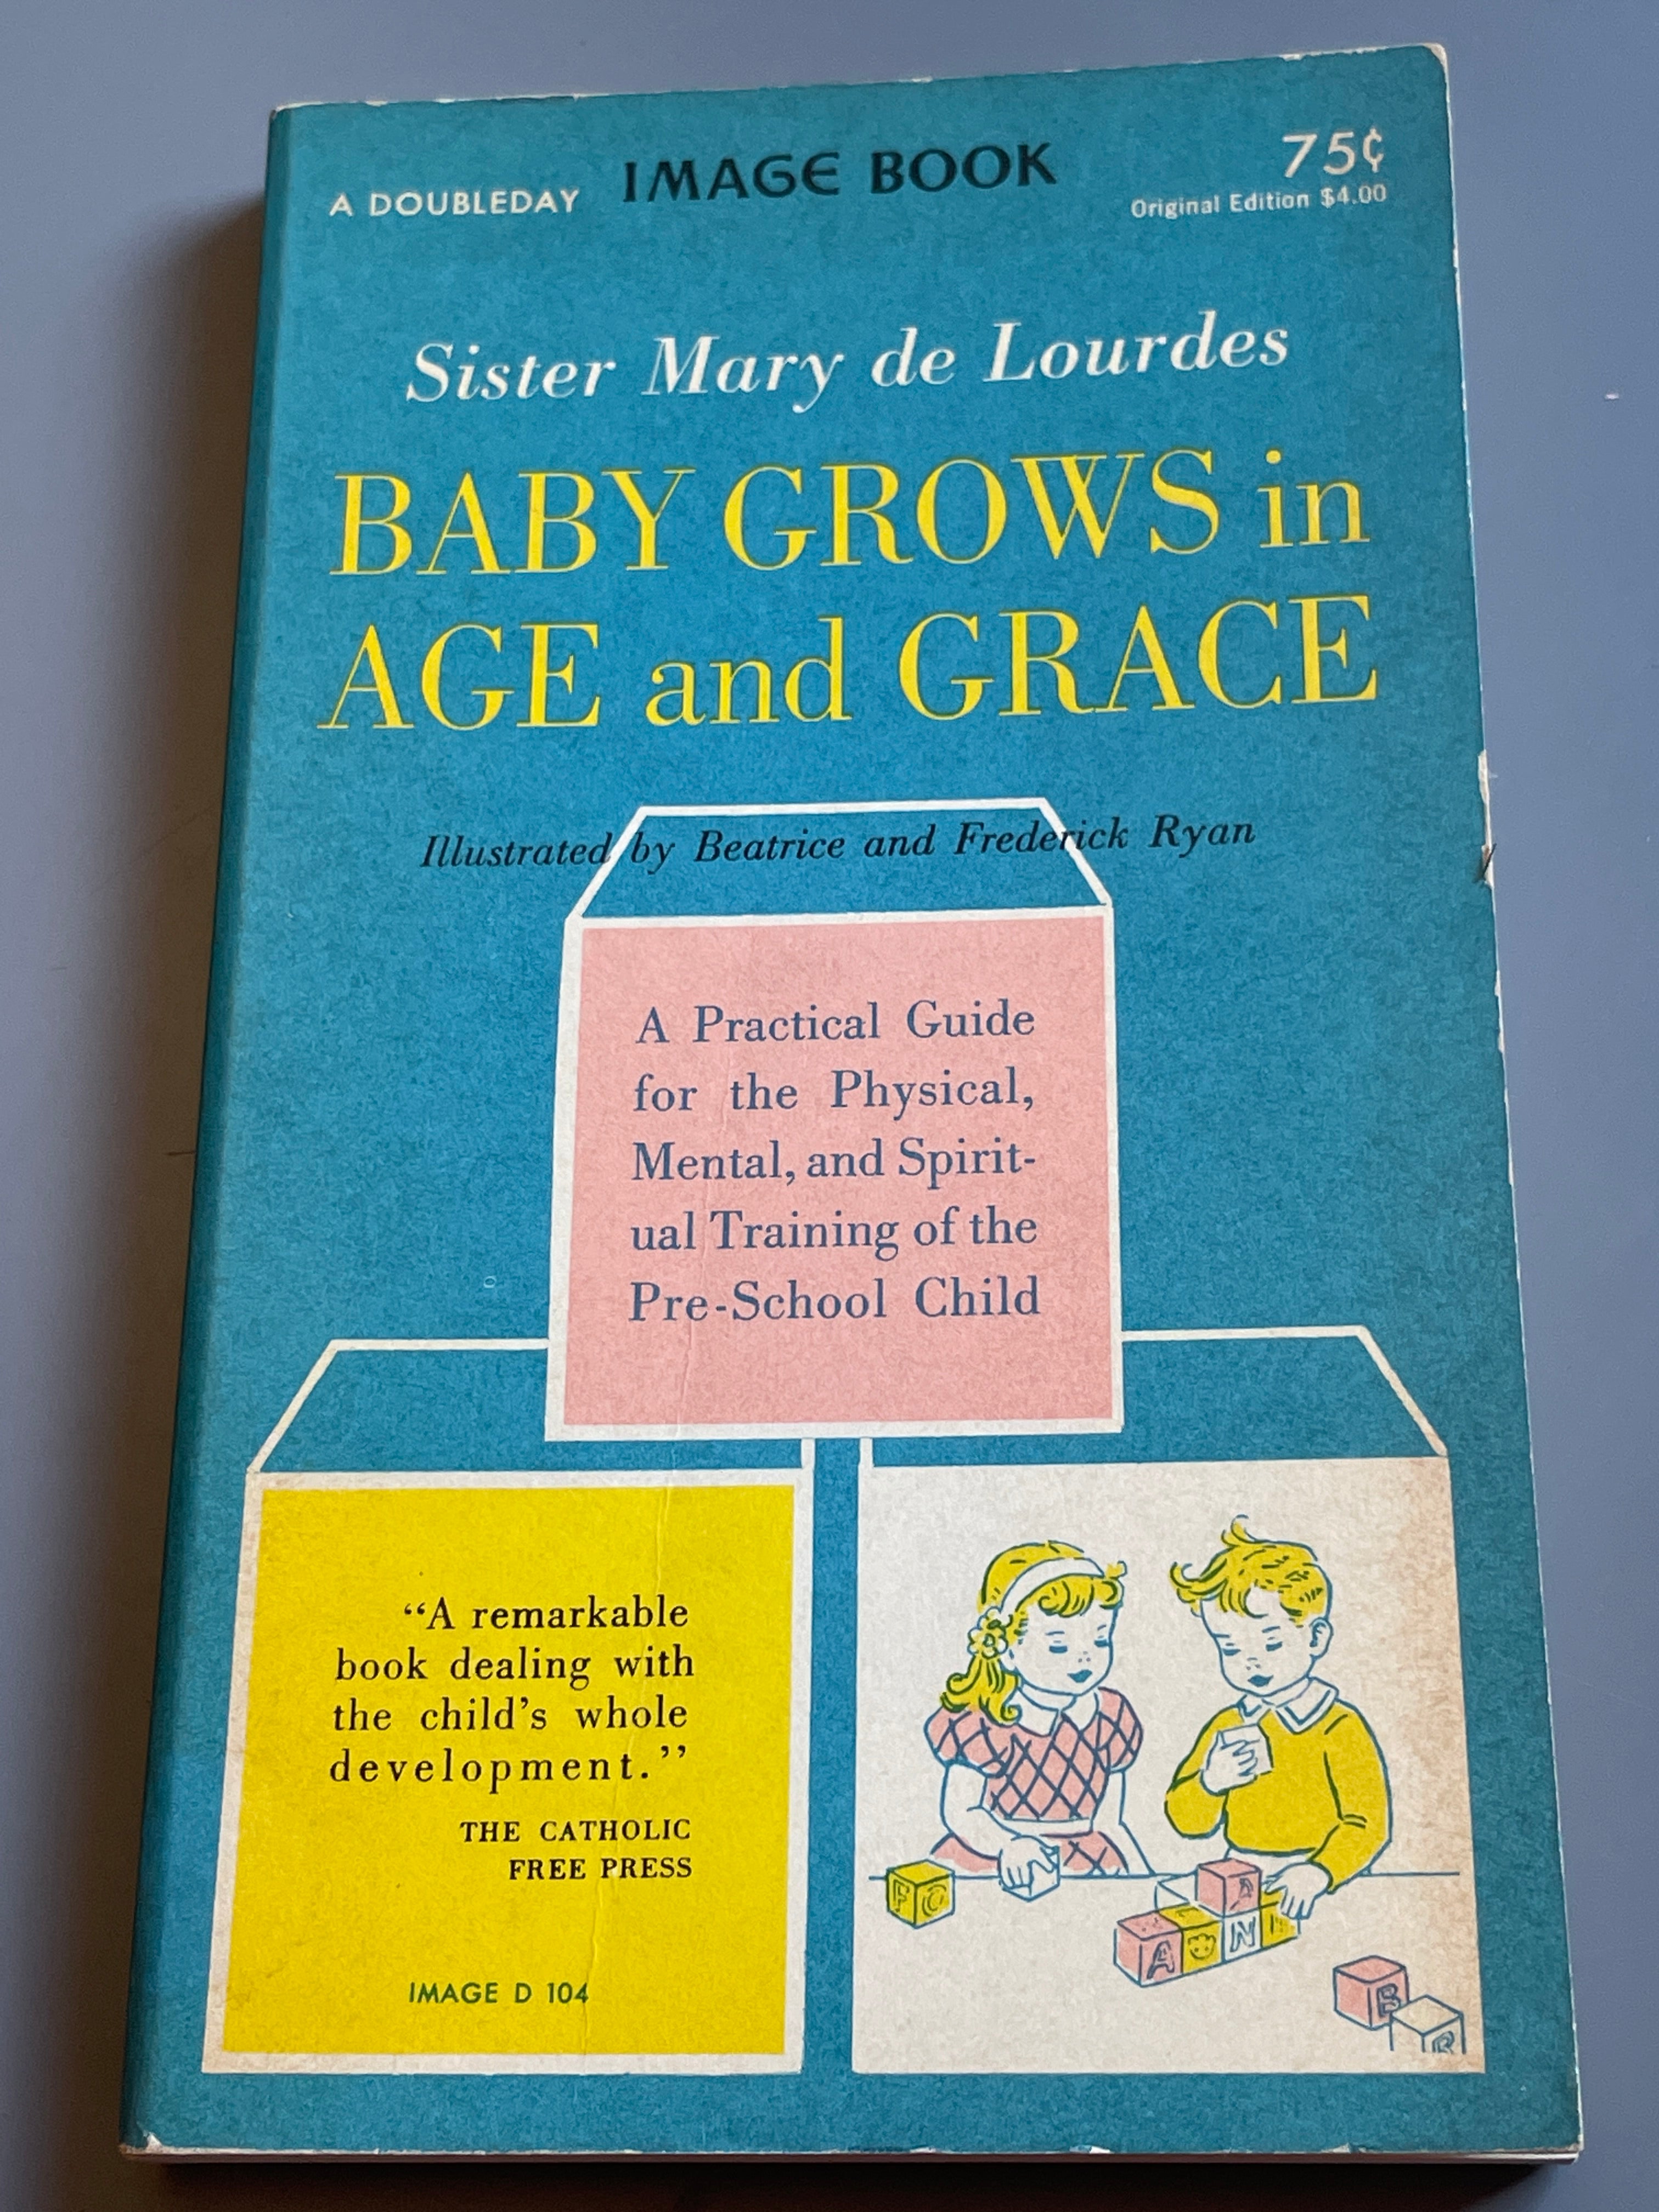 A DOUBLEDAY IMAGE BOOK 75¢
Original Edition $4.00
Sister Mary de Lourdes
BABY GROWS in
AGE and GRACE
Illustrated by Beatrice and Frederick Ryan
A Practical Guide
for the Physical,
Mental, and Spirit-
ual Training of the
Pre-School Child
“A remarkable
book dealing with
the child’s whole
development.”
THE CATHOLIC
FREE PRESS
IMAGE D 104
F
A
A N
B
R